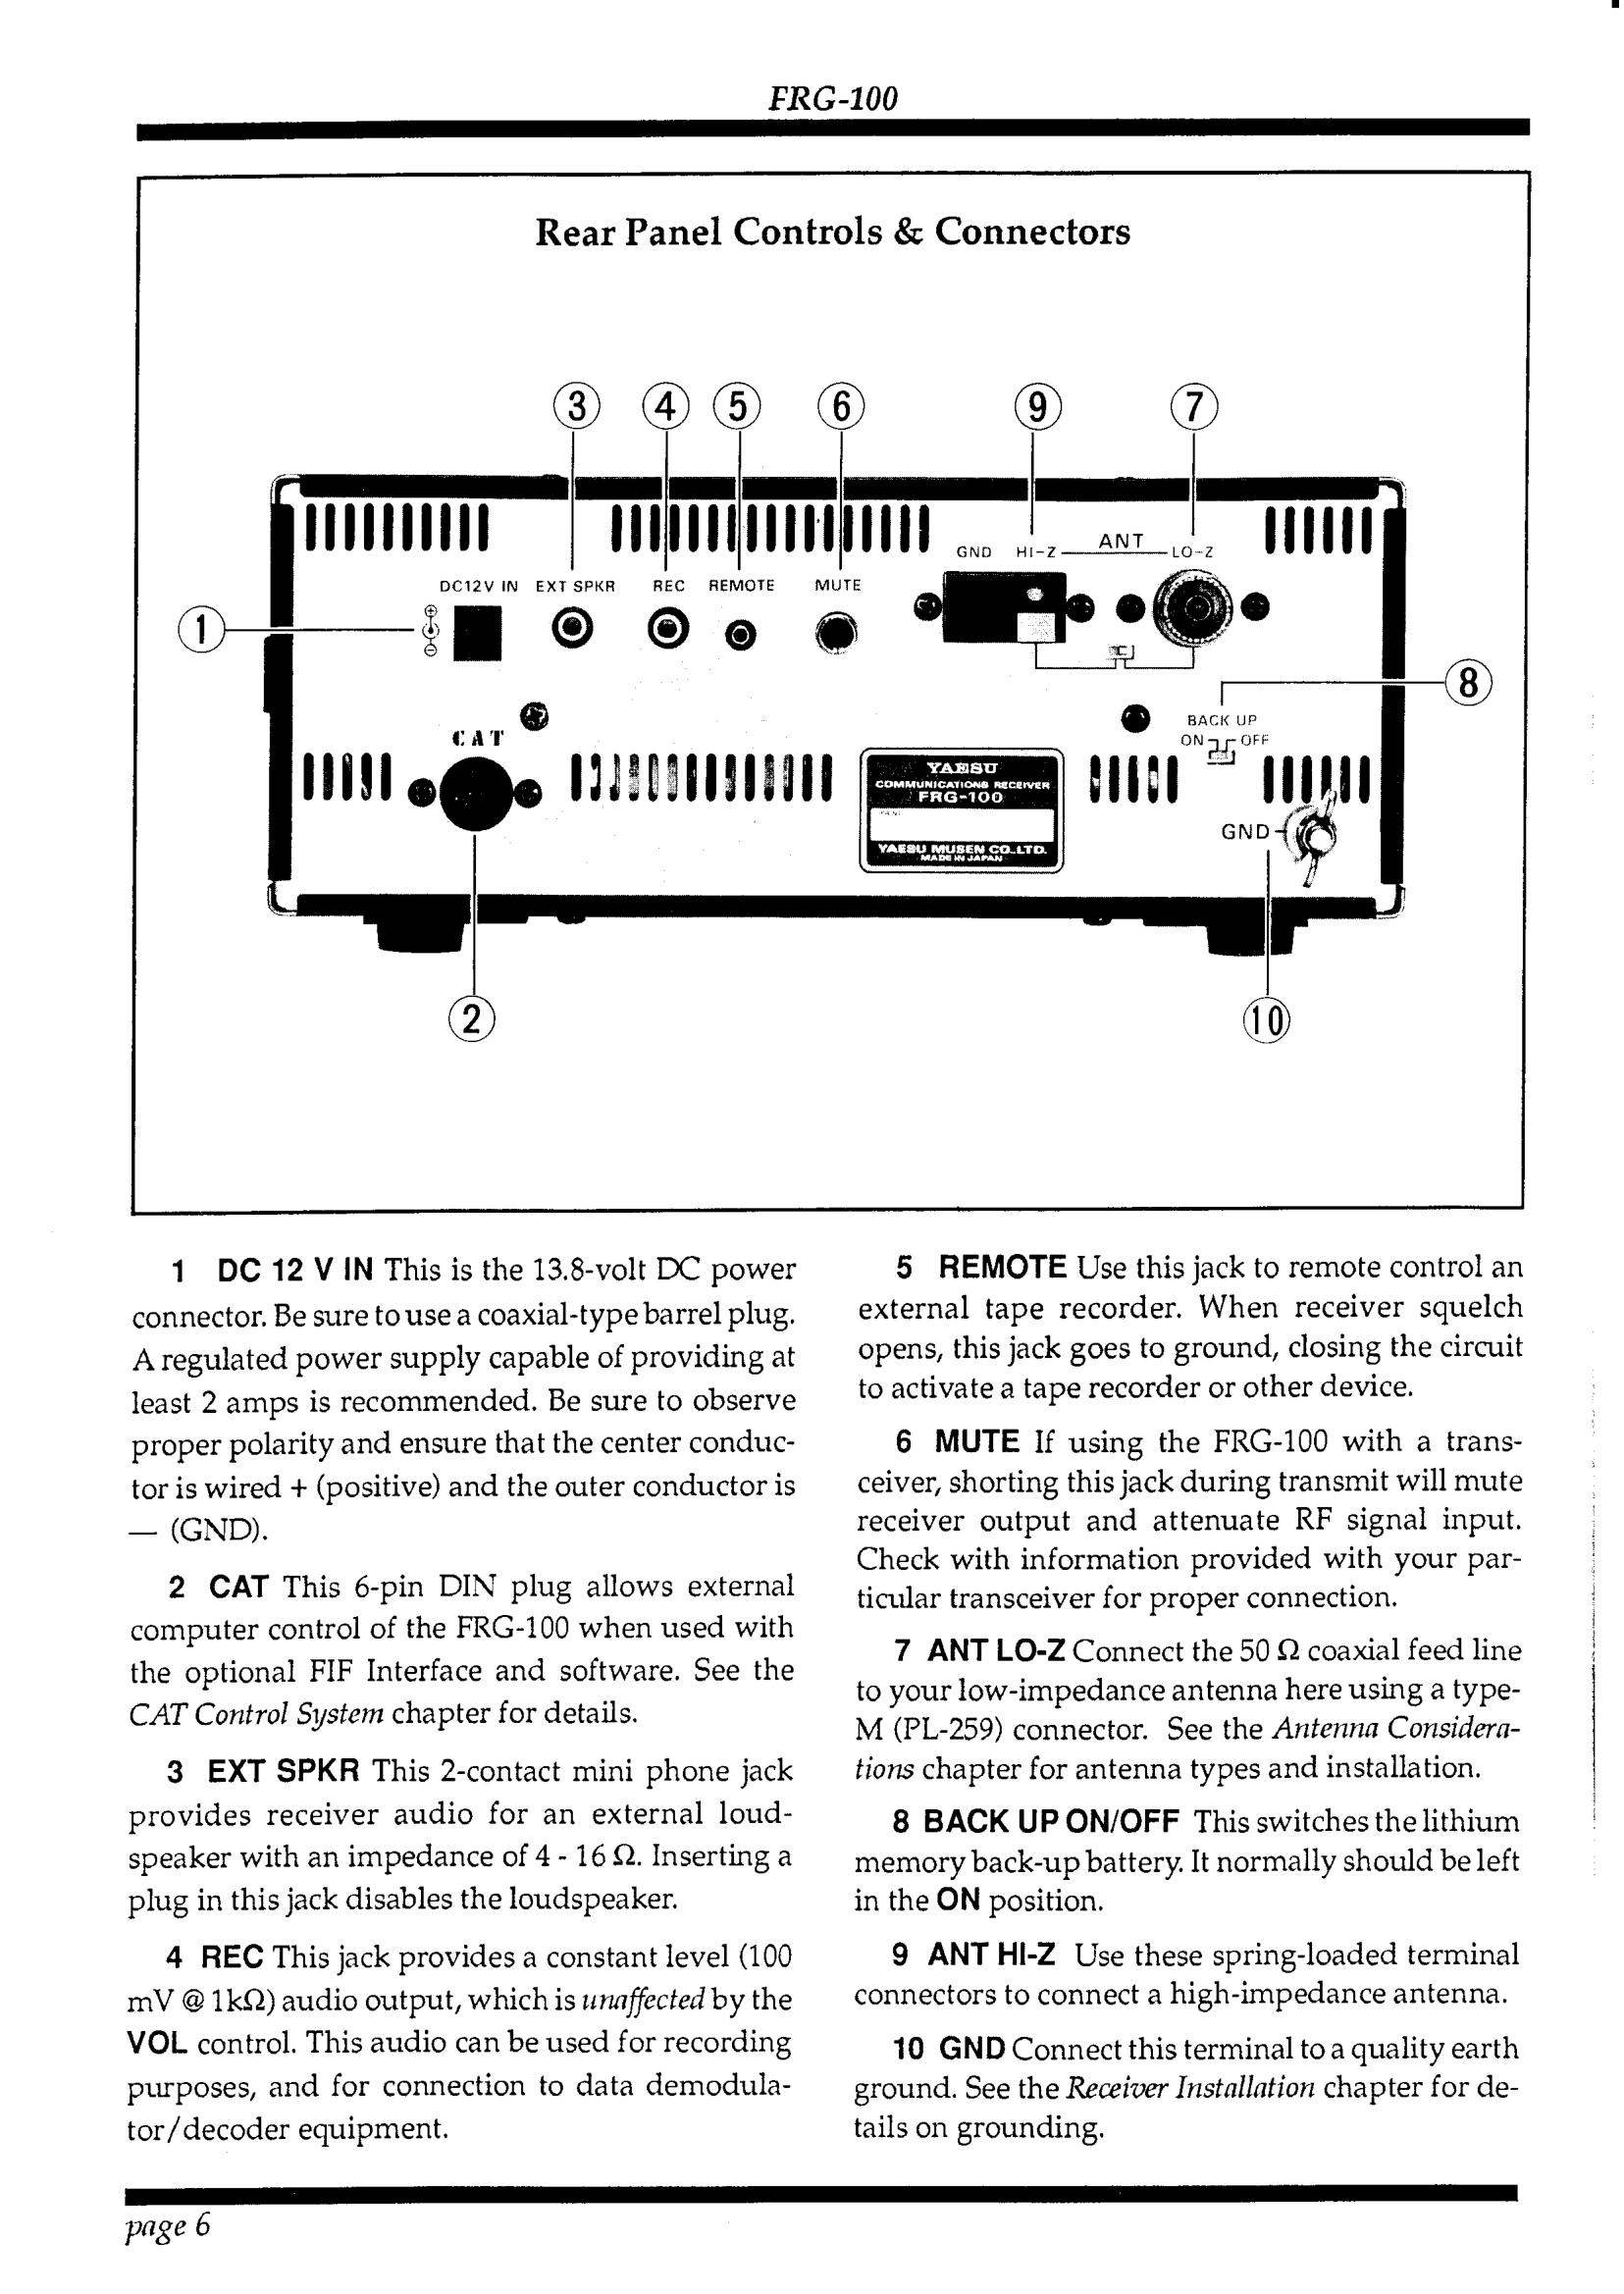 FRG-100
Rear Panel Controls & Connectors
3 4 5 6 9 7
GND HI-Z ANT LO-Z
DC12V IN EXT SPKR REC REMOTE MUTE
1
8
BACK UP
ON OFF
CAT
YAESU
COMMUNICATIONS RECEIVER
FRG-100
GND
YAESU MUSEN CO.,LTD.
MADE IN JAPAN
2
10
1 DC 12 V IN This is the 13.8-volt DC power
connector. Be sure to use a coaxial-type barrel plug.
A regulated power supply capable of providing at
least 2 amps is recommended. Be sure to observe
proper polarity and ensure that the center conduc-
tor is wired + (positive) and the outer conductor is
— (GND).
2 CAT This 6-pin DIN plug allows external
computer control of the FRG-100 when used with
the optional FIF Interface and software. See the
CAT Control System chapter for details.
3 EXT SPKR This 2-contact mini phone jack
provides receiver audio for an external loud-
speaker with an impedance of 4 - 16 Ω. Inserting a
plug in this jack disables the loudspeaker.
4 REC This jack provides a constant level (100
mV @ 1kΩ) audio output, which is unaffected by the
VOL control. This audio can be used for recording
purposes, and for connection to data demodula-
tor/decoder equipment.
5 REMOTE Use this jack to remote control an
external tape recorder. When receiver squelch
opens, this jack goes to ground, closing the circuit
to activate a tape recorder or other device.
6 MUTE If using the FRG-100 with a trans-
ceiver, shorting this jack during transmit will mute
receiver output and attenuate RF signal input.
Check with information provided with your par-
ticular transceiver for proper connection.
7 ANT LO-Z Connect the 50 Ω coaxial feed line
to your low-impedance antenna here using a type-
M (PL-259) connector. See the Antenna Considera-
tions chapter for antenna types and installation.
8 BACK UP ON/OFF This switches the lithium
memory back-up battery. It normally should be left
in the ON position.
9 ANT HI-Z Use these spring-loaded terminal
connectors to connect a high-impedance antenna.
10 GND Connect this terminal to a quality earth
ground. See the Receiver Installation chapter for de-
tails on grounding.
page 6